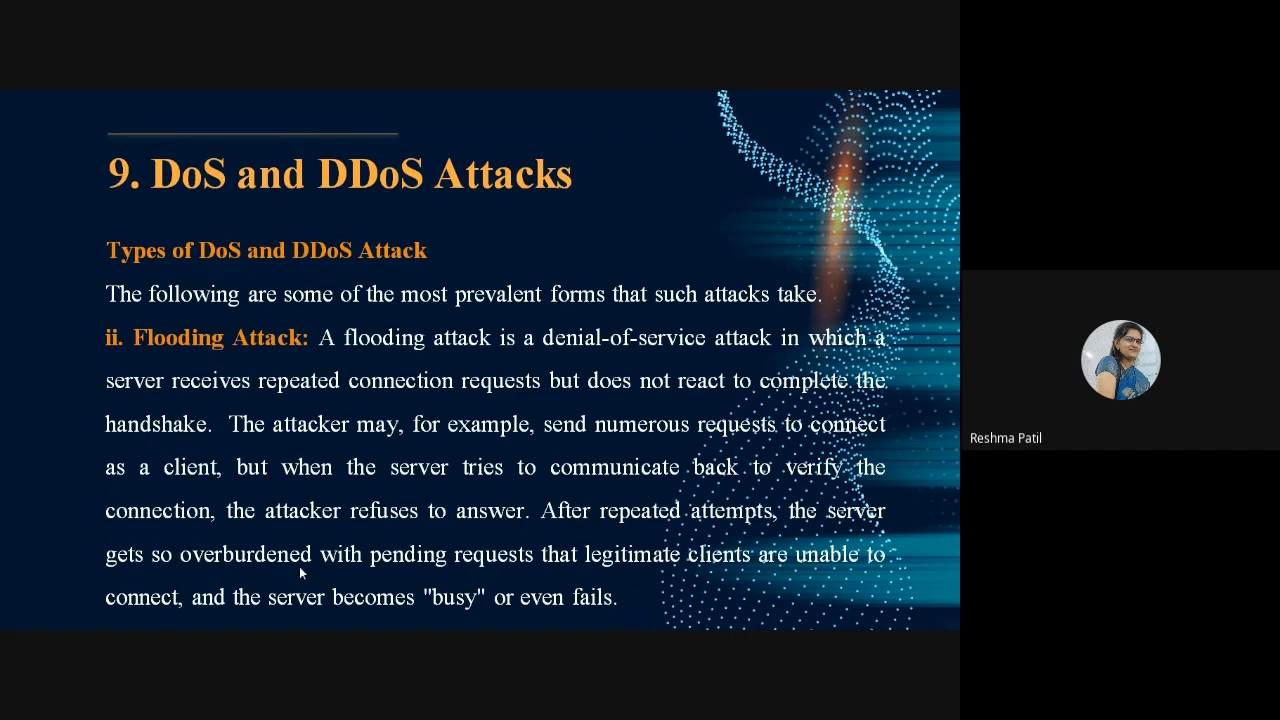 9. DoS and DDoS Attacks
Types of DoS and DDoS Attack
The following are some of the most prevalent forms that such attacks take.
ii. Flooding Attack: A flooding attack is a denial-of-service attack in which a
server receives repeated connection requests but does not react to complete the
handshake. The attacker may, for example, send numerous requests to connect
as a client, but when the server tries to communicate back to verify the
connection, the attacker refuses to answer. After repeated attempts, the server
gets so overburdened with pending requests that legitimate clients are unable to
connect, and the server becomes "busy" or even fails.
Reshma Patil